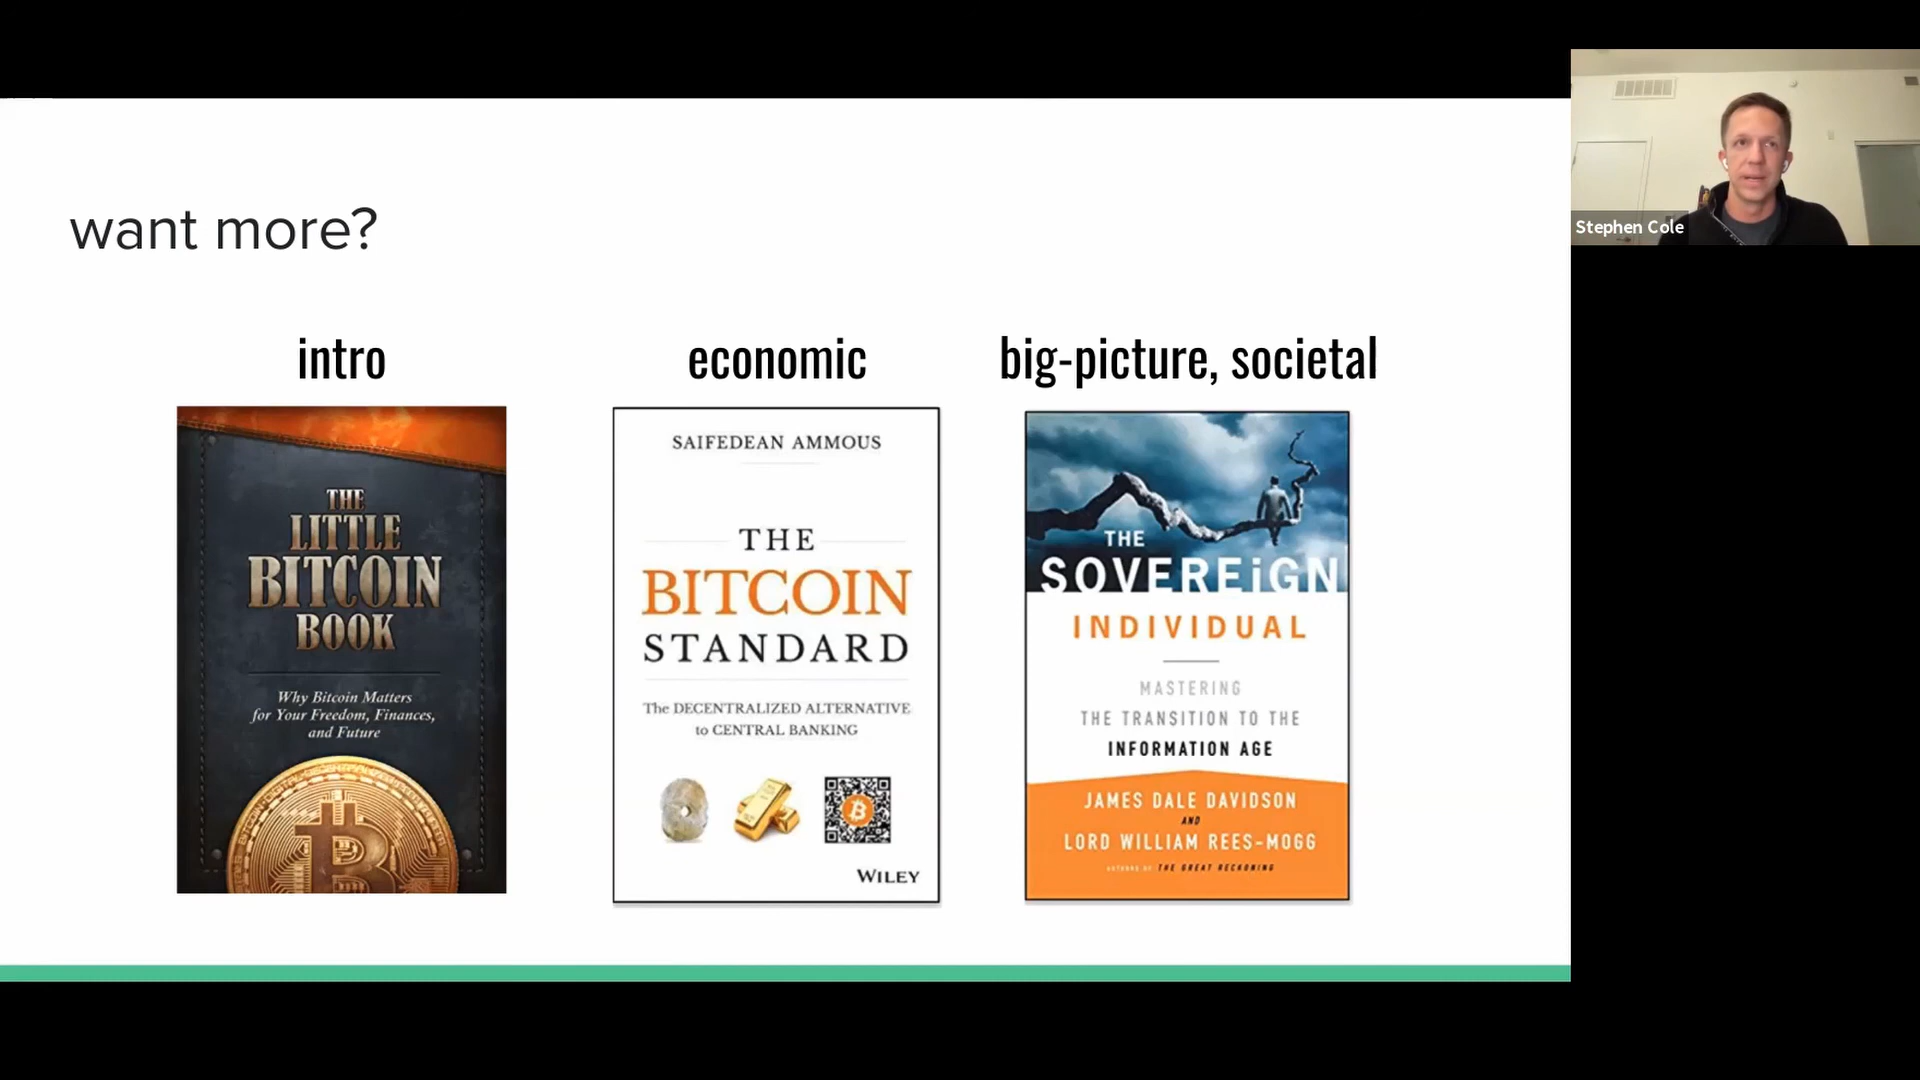 want more?
intro
economic
big-picture, societal
THE
LITTLE
BITCOIN
BOOK
Why Bitcoin Matters
for Your Freedom, Finances,
and Future
SAIFEDEAN AMMOUS
THE
BITCOIN
STANDARD
The DECENTRALIZED ALTERNATIVE
to CENTRAL BANKING
WILEY
THE
SOVEREiGN
INDIVIDUAL
MASTERING
THE TRANSITION TO THE
INFORMATION AGE
JAMES DALE DAVIDSON
AND
LORD WILLIAM REES-MOGG
AUTHORS OF THE GREAT RECKONING
Stephen Cole